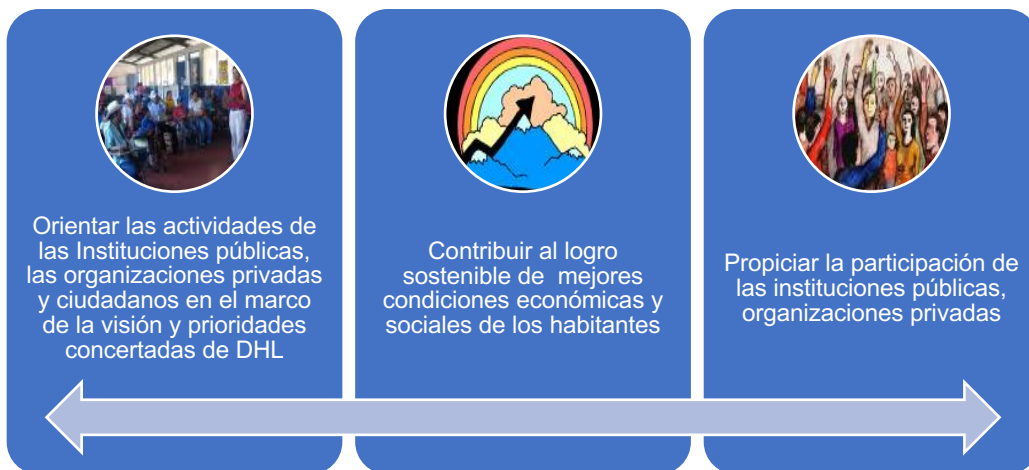 Orientar las actividades de
las Instituciones públicas,
las organizaciones privadas
y ciudadanos en el marco
de la visión y prioridades
concertadas de DHL
Contribuir al logro
sostenible de  mejores
condiciones económicas y
sociales de los habitantes
Propiciar la participación de
las instituciones públicas,
organizaciones privadas